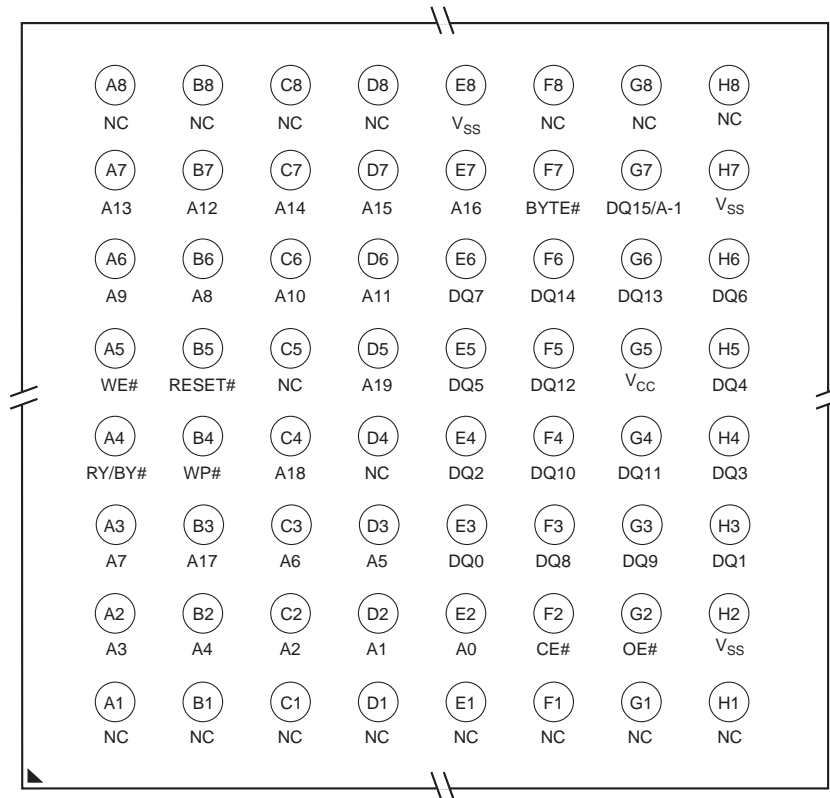 A8 B8 C8 D8 E8 F8 G8 H8
NC NC NC NC VSS NC NC NC
A7 B7 C7 D7 E7 F7 G7 H7
A13 A12 A14 A15 A16 BYTE# DQ15/A-1 VSS
A6 B6 C6 D6 E6 F6 G6 H6
A9 A8 A10 A11 DQ7 DQ14 DQ13 DQ6
A5 B5 C5 D5 E5 F5 G5 H5
WE# RESET# NC A19 DQ5 DQ12 VCC DQ4
A4 B4 C4 D4 E4 F4 G4 H4
RY/BY# WP# A18 NC DQ2 DQ10 DQ11 DQ3
A3 B3 C3 D3 E3 F3 G3 H3
A7 A17 A6 A5 DQ0 DQ8 DQ9 DQ1
A2 B2 C2 D2 E2 F2 G2 H2
A3 A4 A2 A1 A0 CE# OE# VSS
A1 B1 C1 D1 E1 F1 G1 H1
NC NC NC NC NC NC NC NC